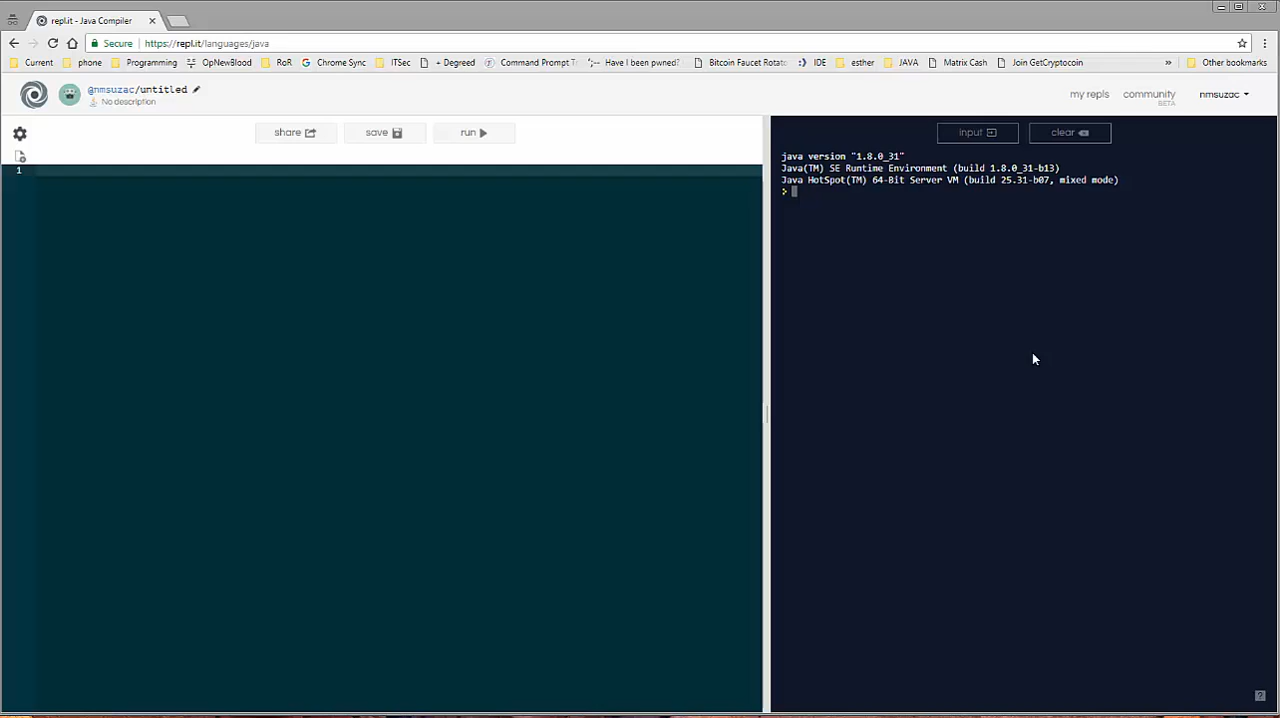 repl.it - Java Compiler
Secure https://repl.it/languages/java
Current phone Programming OpNewBlood RoR Chrome Sync ITSec + Degreed Command Prompt T Have I been pwned? Bitcoin Faucet Rotato IDE esther JAVA Matrix Cash Join GetCryptocoin » Other bookmarks
@nmsuzac/untitled
No description
my repls community nmsuzac
BETA
share save run
input clear
1
java version "1.8.0_31"
Java(TM) SE Runtime Environment (build 1.8.0_31-b13)
Java HotSpot(TM) 64-Bit Server VM (build 25.31-b07, mixed mode)
>
?